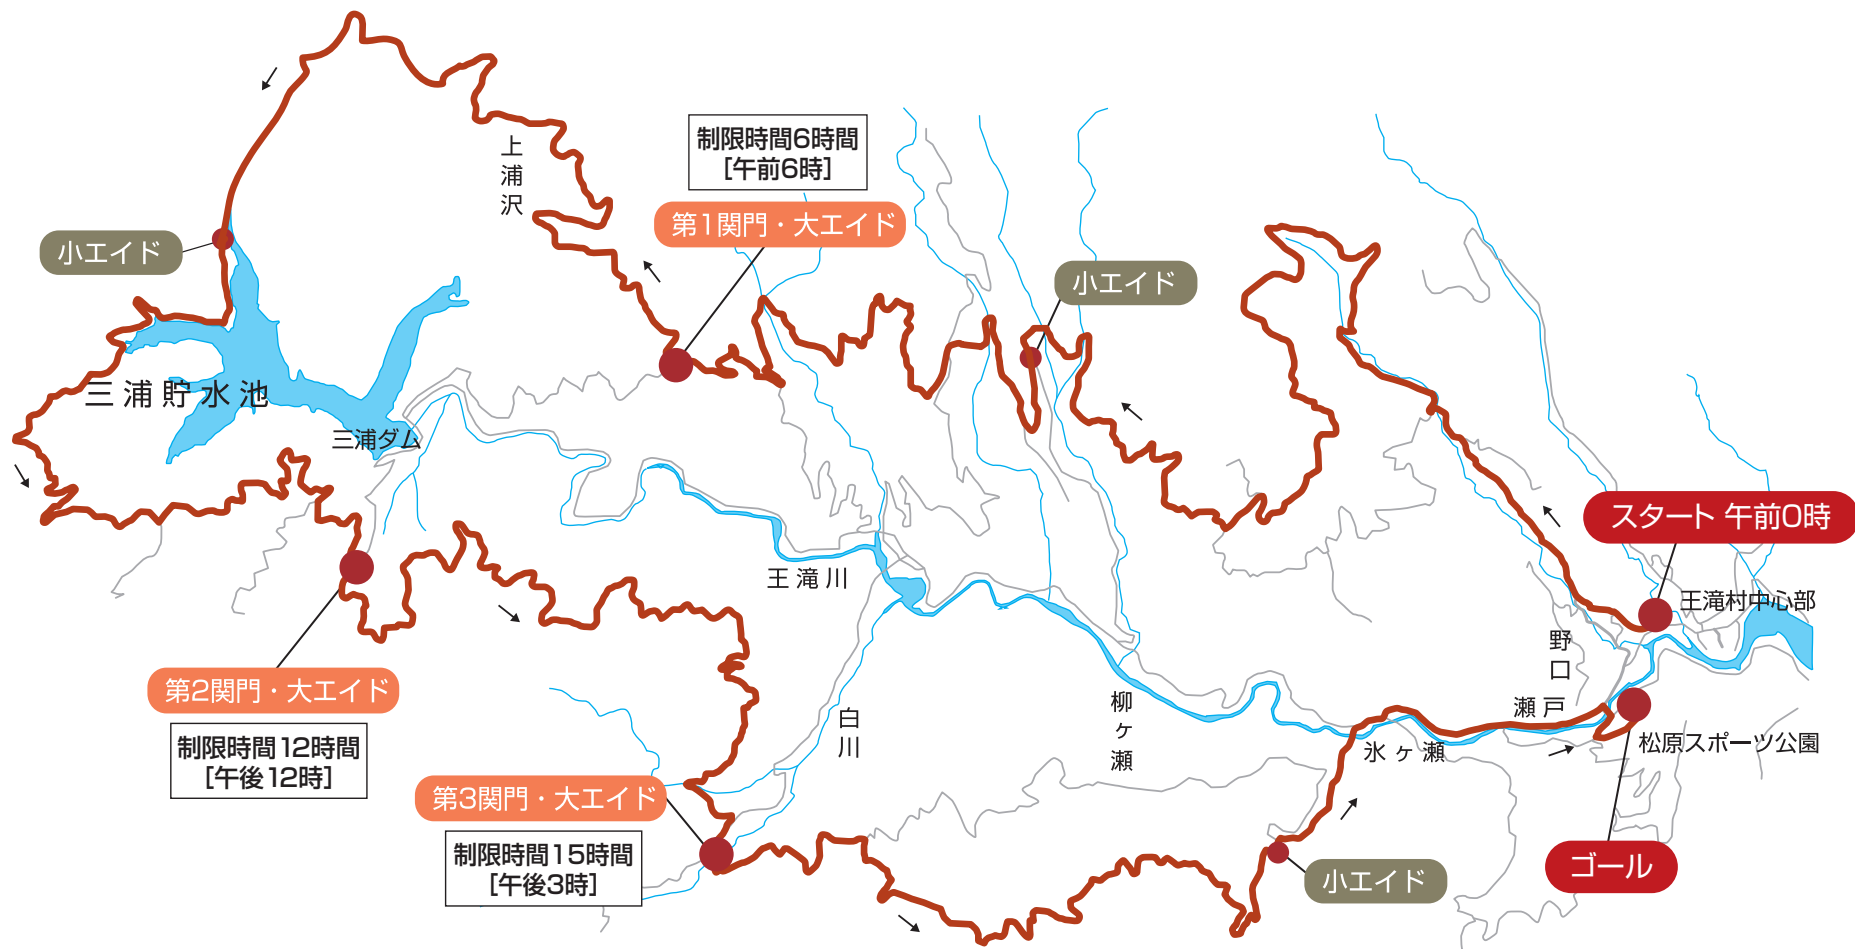 上浦沢
制限時間6時間
[午前6時]
第1関門・大エイド
小エイド
小エイド
三浦貯水池
三浦ダム
スタート 午前0時
王滝川
王滝村中心部
野口
第2関門・大エイド
制限時間12時間
[午後12時]
白川
柳ヶ瀬
瀬戸
氷ヶ瀬
松原スポーツ公園
第3関門・大エイド
制限時間15時間
[午後3時]
小エイド
ゴール